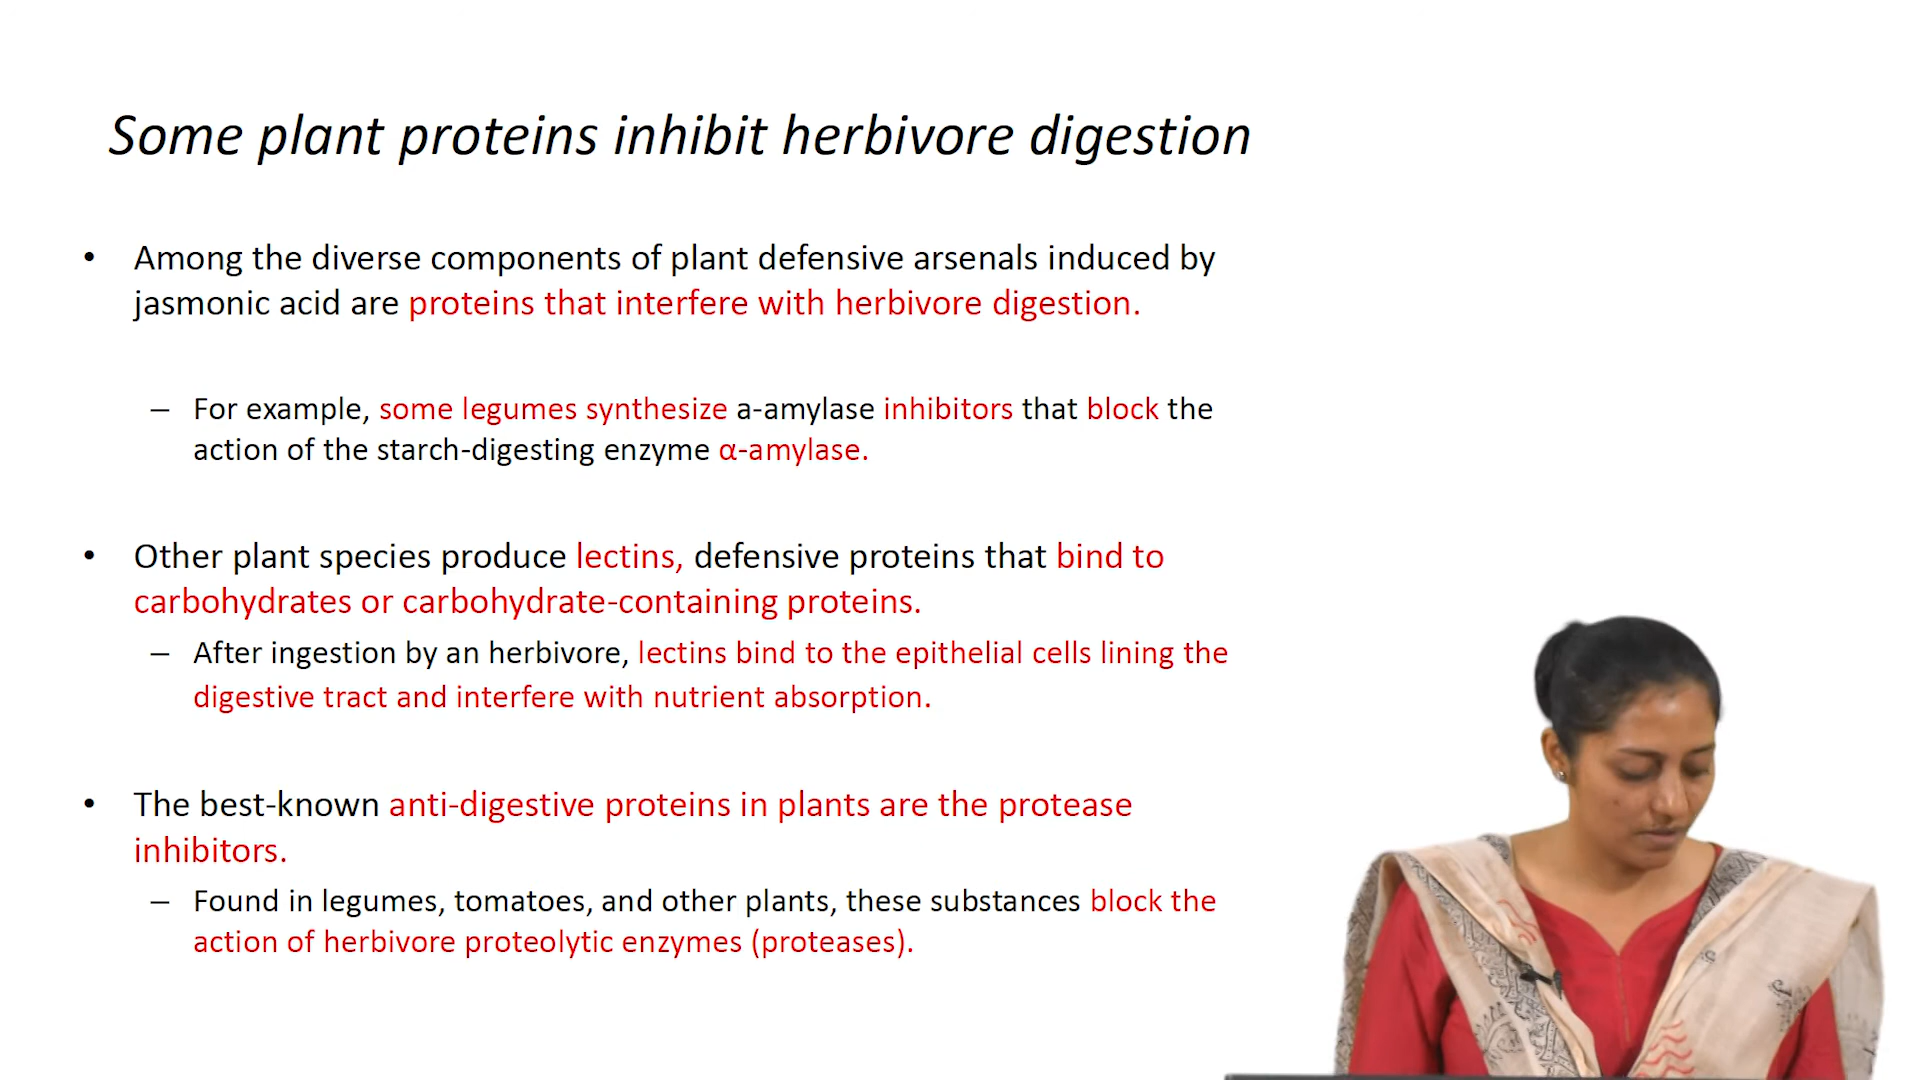 Some plant proteins inhibit herbivore digestion
• Among the diverse components of plant defensive arsenals induced by
jasmonic acid are proteins that interfere with herbivore digestion.
– For example, some legumes synthesize a-amylase inhibitors that block the
action of the starch-digesting enzyme α-amylase.
• Other plant species produce lectins, defensive proteins that bind to
carbohydrates or carbohydrate-containing proteins.
– After ingestion by an herbivore, lectins bind to the epithelial cells lining the
digestive tract and interfere with nutrient absorption.
• The best-known anti-digestive proteins in plants are the protease
inhibitors.
– Found in legumes, tomatoes, and other plants, these substances block the
action of herbivore proteolytic enzymes (proteases).